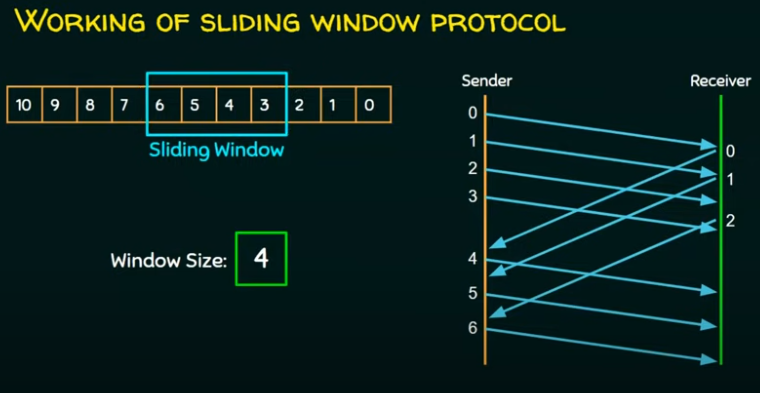 WORKING OF SLIDING WINDOW PROTOCOL
10 9 8 7 6 5 4 3 2 1 0
Sliding Window
Window Size: 4
Sender Receiver
0
1
2
3
4
5
6
0
1
2